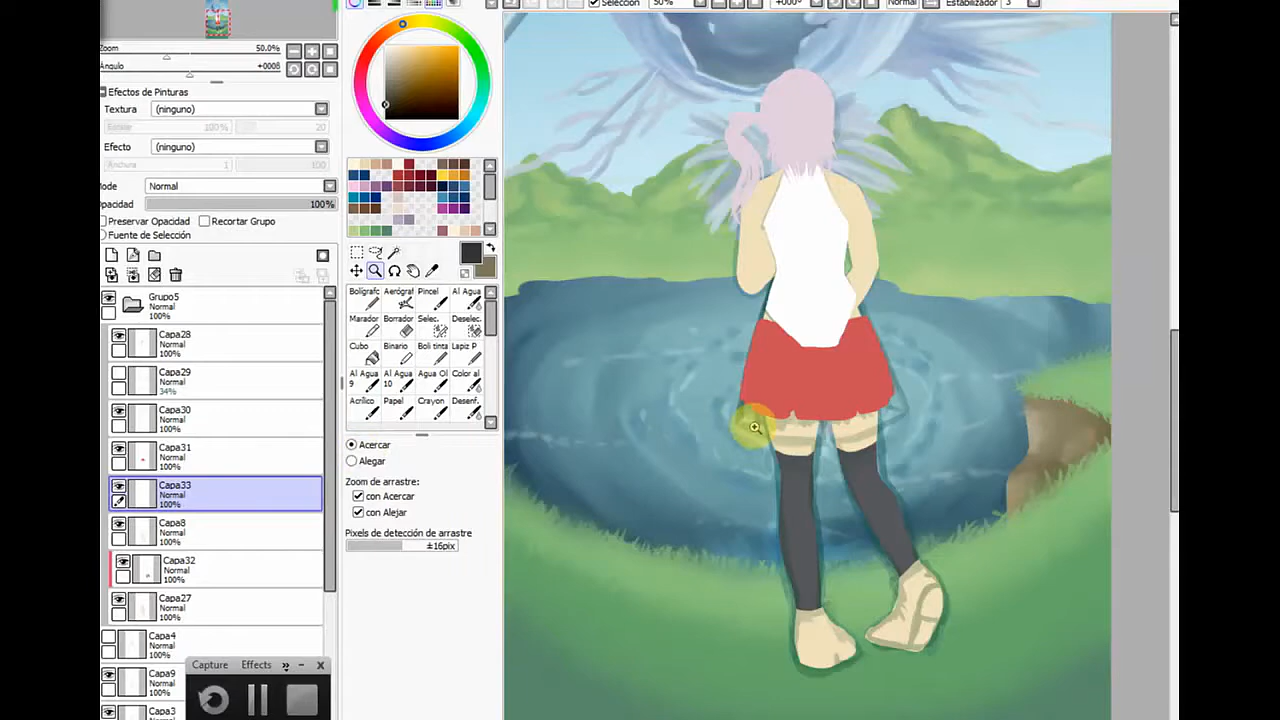 Selección 50% +000º Normal Estabilizador 3
Zoom 50.0%
Ángulo +0008
Efectos de Pinturas
Textura (ninguno)
100% 20
Efecto (ninguno)
Anchura 1 100
Mode Normal
Opacidad 100%
Preservar Opacidad Recortar Grupo
Fuente de Selección
Grupo5
Normal
100%
Capa28
Normal
100%
Capa29
Normal
34%
Capa30
Normal
100%
Capa31
Normal
100%
Capa33
Normal
100%
Capa8
Normal
100%
Capa32
Normal
100%
Capa27
Normal
100%
Capa4
Normal
100%
Capa9
Normal
100%
Capa3
Normal
Capture Effects
Bolígrafc Aerógraf Pincel Al Agua
Marador Borrador Selec. Deselec.
Cubo Binario Boli tinta Lapiz P
Al Agua 9 Al Agua 10 Agua Ol Color al
Acrílico Papel Crayon Desenf.
Acercar
Alegar
Zoom de arrastre:
con Acercar
con Alejar
Pixels de detección de arrastre
±16pix